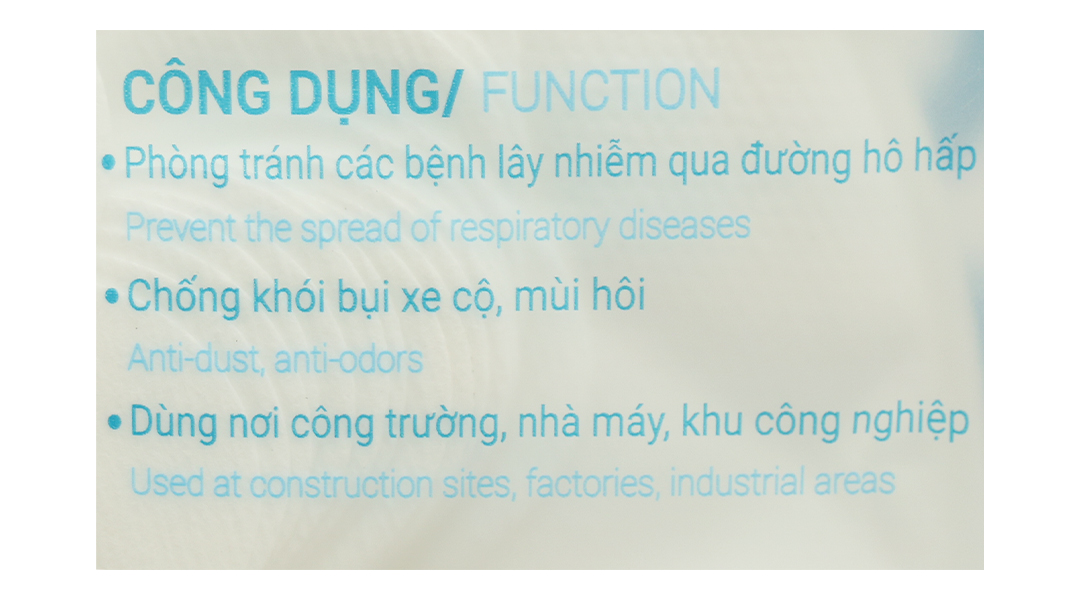 CÔNG DỤNG/ FUNCTION
• Phòng tránh các bệnh lây nhiễm qua đường hô hấp
Prevent the spread of respiratory diseases
• Chống khói bụi xe cộ, mùi hôi
Anti-dust, anti-odors
• Dùng nơi công trường, nhà máy, khu công nghiệp
Used at construction sites, factories, industrial areas